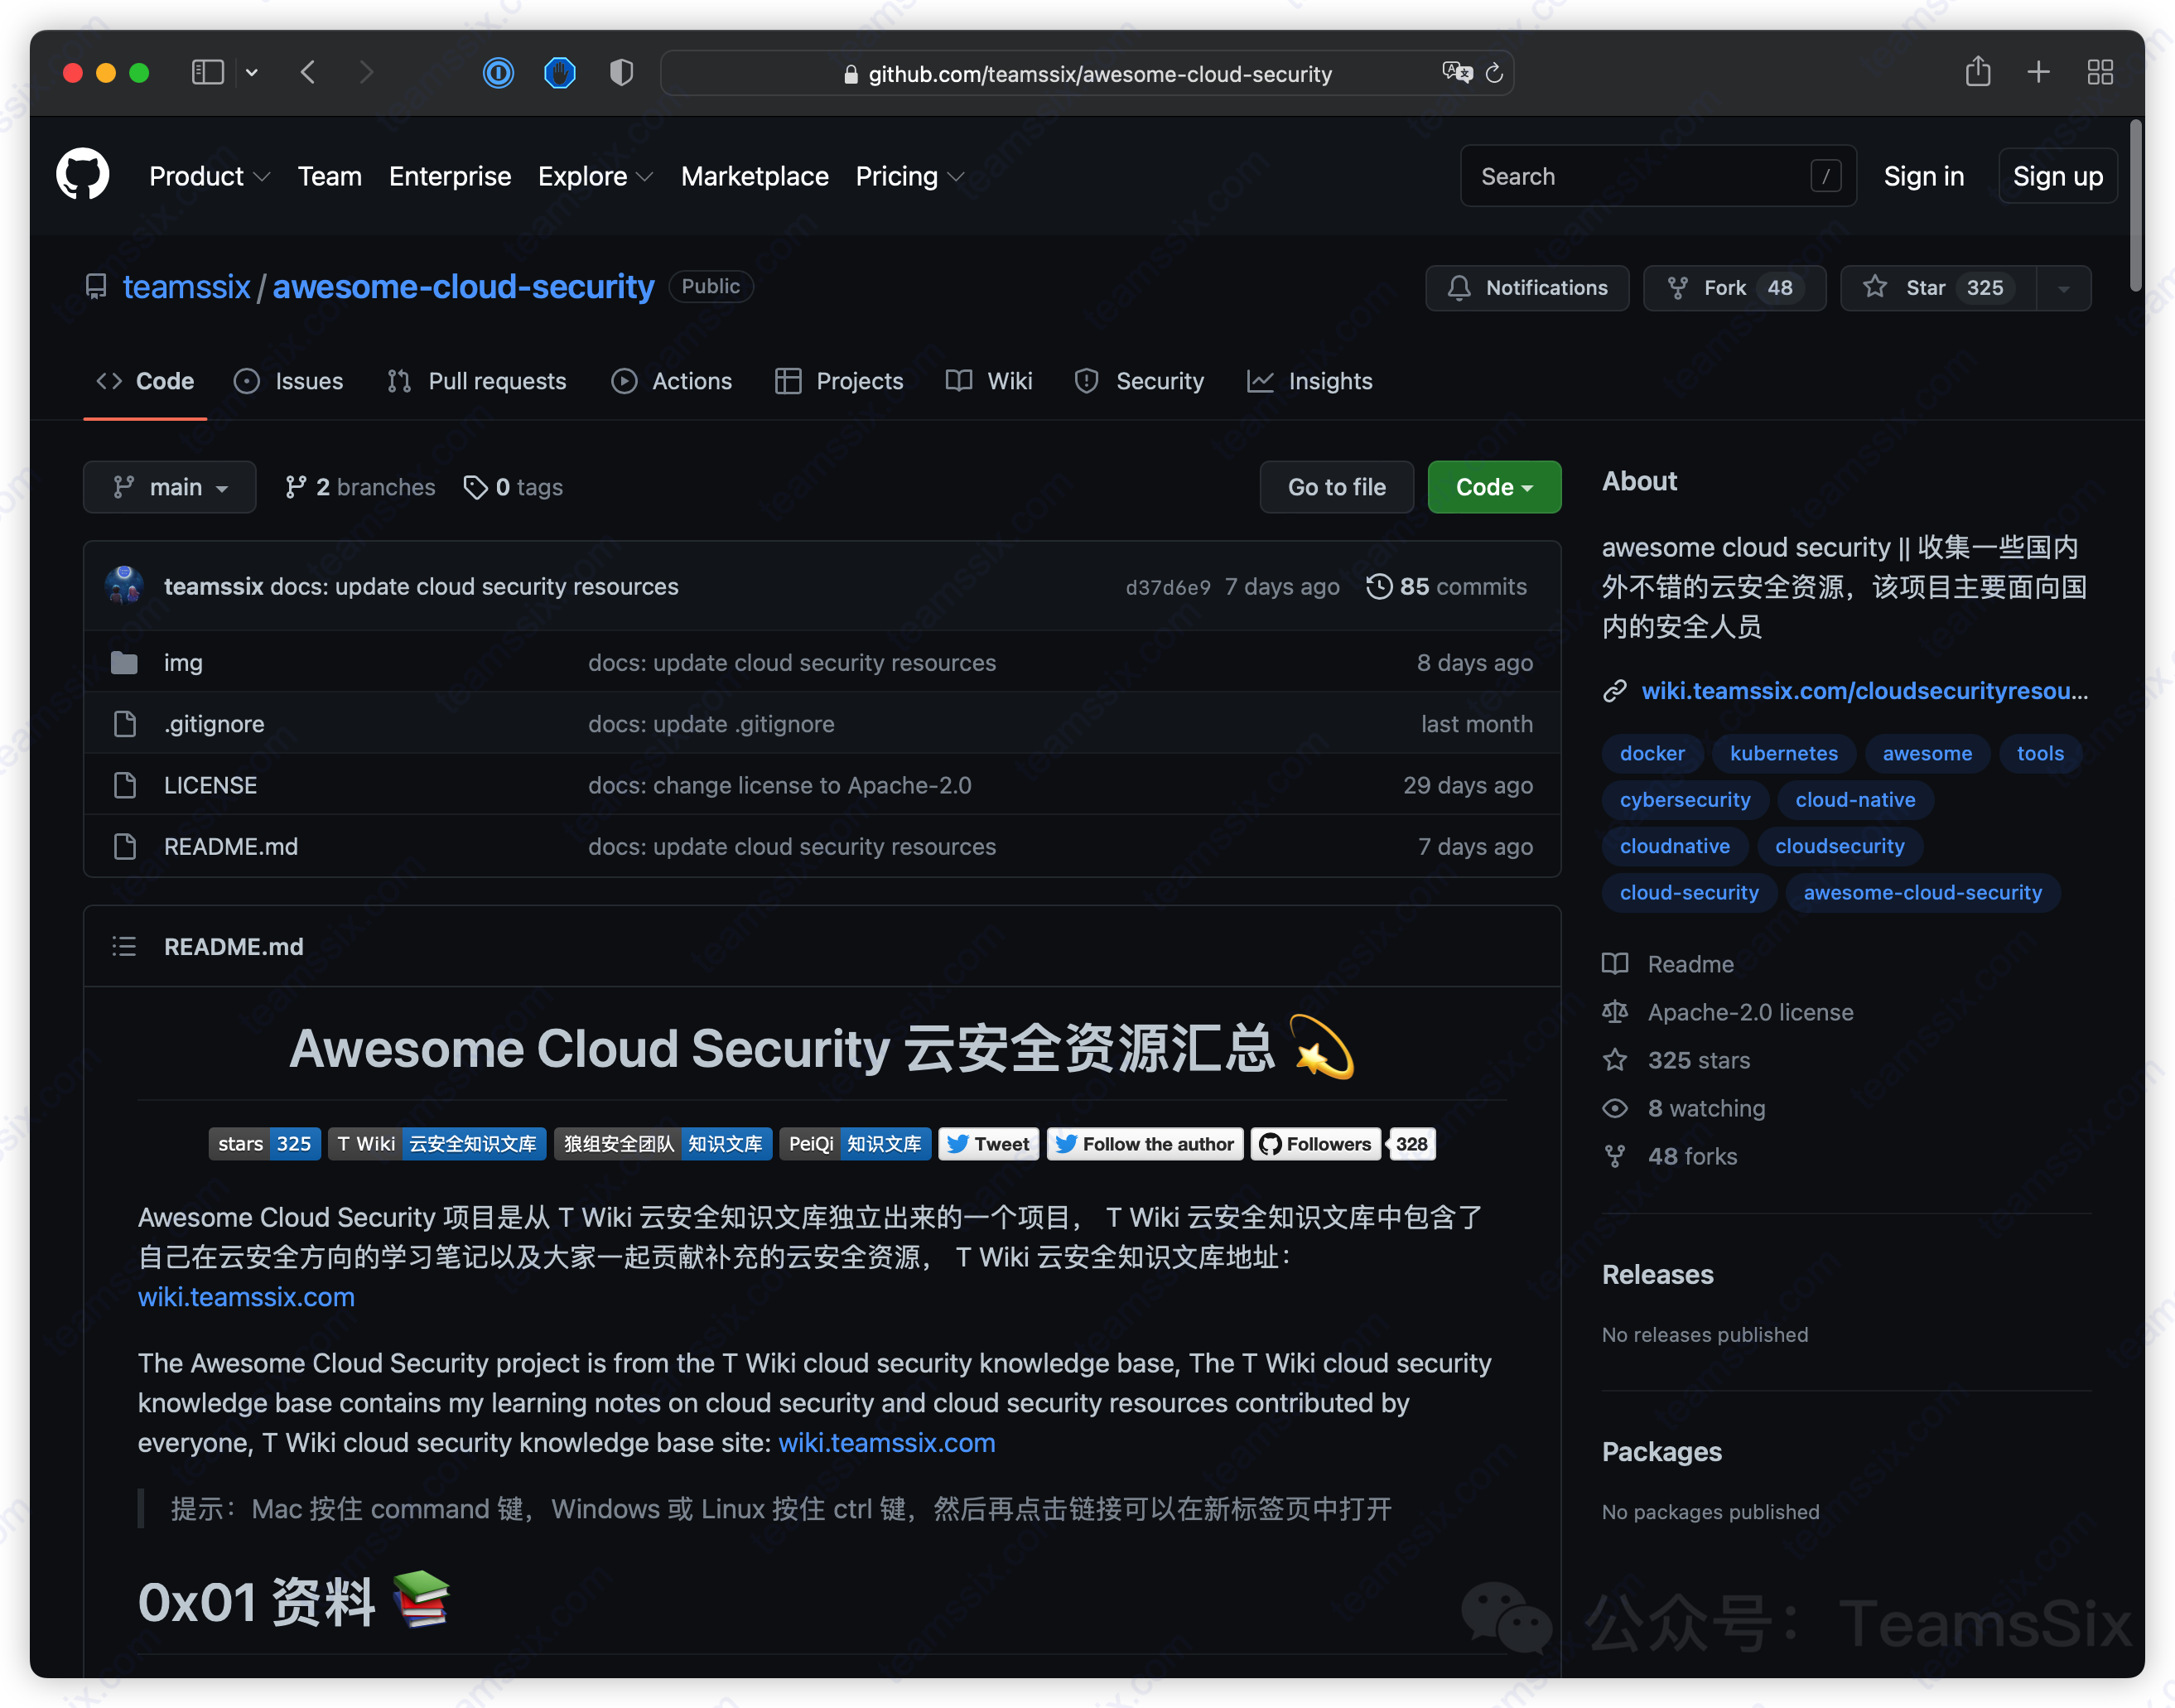 github.com/teamssix/awesome-cloud-security
Product Team Enterprise Explore Marketplace Pricing
Search /
Sign in
Sign up
teamssix/awesome-cloud-security Public
Notifications
Fork 48
Star 325
Code Issues Pull requests Actions Projects Wiki Security Insights
main 2 branches 0 tags
Go to file
Code
teamssix docs: update cloud security resources d37d6e9 7 days ago 85 commits
img docs: update cloud security resources 8 days ago
.gitignore docs: update .gitignore last month
LICENSE docs: change license to Apache-2.0 29 days ago
README.md docs: update cloud security resources 7 days ago
README.md
Awesome Cloud Security 云安全资源汇总 💫
stars 325 T Wiki 云安全知识文库 狼组安全团队 知识文库 PeiQi 知识文库 Tweet Follow the author Followers 328
Awesome Cloud Security 项目是从 T Wiki 云安全知识文库独立出来的一个项目， T Wiki 云安全知识文库中包含了
自己在云安全方向的学习笔记以及大家一起贡献补充的云安全资源， T Wiki 云安全知识文库地址：
wiki.teamssix.com
The Awesome Cloud Security project is from the T Wiki cloud security knowledge base, The T Wiki cloud security
knowledge base contains my learning notes on cloud security and cloud security resources contributed by
everyone, T Wiki cloud security knowledge base site: wiki.teamssix.com
提示：Mac 按住 command 键，Windows 或 Linux 按住 ctrl 键，然后再点击链接可以在新标签页中打开
0x01 资料 📚
About
awesome cloud security || 收集一些国内
外不错的云安全资源，该项目主要面向国
内的安全人员
wiki.teamssix.com/cloudsecurityresou...
docker kubernetes awesome tools
cybersecurity cloud-native
cloudnative cloudsecurity
cloud-security awesome-cloud-security
Readme
Apache-2.0 license
325 stars
8 watching
48 forks
Releases
No releases published
Packages
No packages published
公众号：TeamsSix
teamssix.com